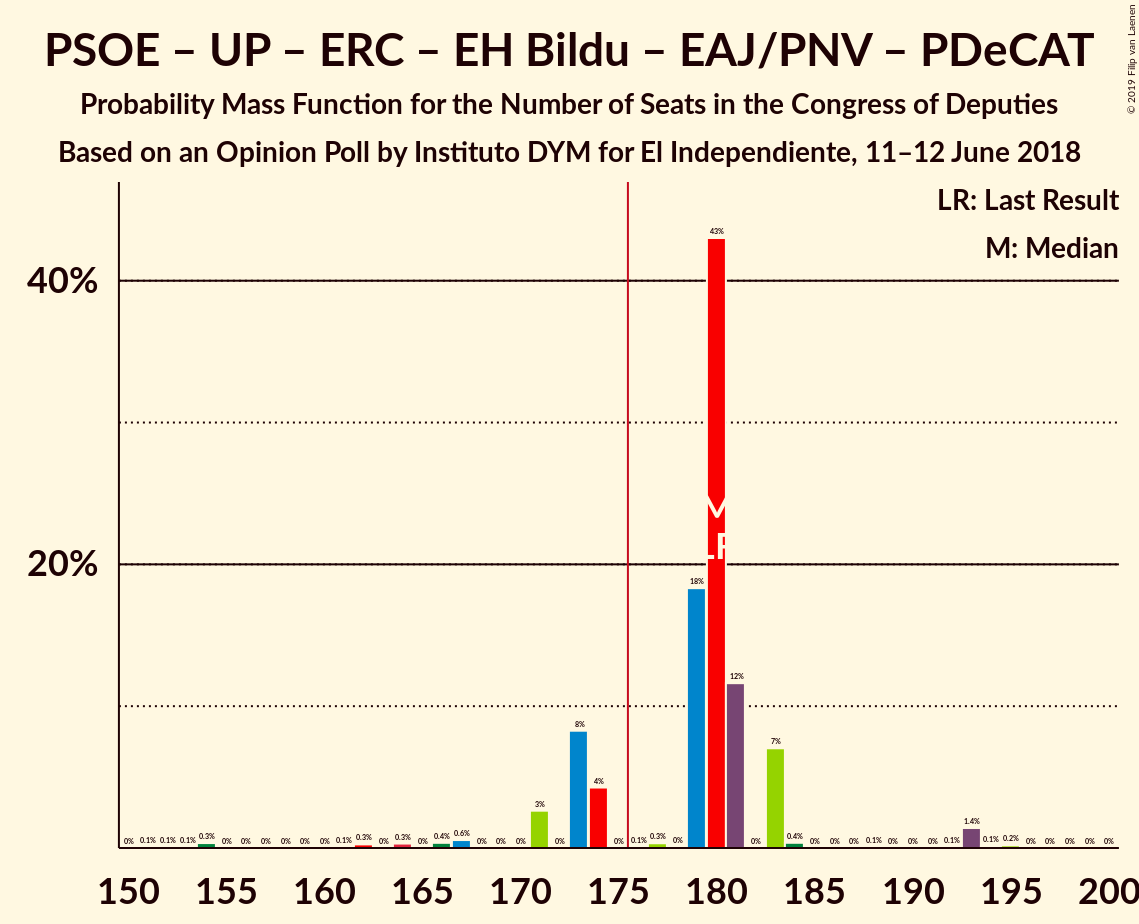 PSOE – UP – ERC – EH Bildu – EAJ/PNV – PDeCAT
Probability Mass Function for the Number of Seats in the Congress of Deputies
Based on an Opinion Poll by Instituto DYM for El Independiente, 11–12 June 2018
© 2019 Filip van Laenen
LR: Last Result
M: Median
43%
40%
M
LR
20%
18%
12%
8%
7%
4%
3%
1.4%
0% 0.1% 0.1% 0.1% 0.3% 0% 0% 0% 0% 0% 0% 0.1% 0.3% 0% 0.3% 0% 0.4% 0.6% 0% 0% 0% 0% 0% 0.1% 0.3% 0% 0% 0.4% 0% 0% 0% 0.1% 0% 0% 0% 0.1% 0.1% 0.2% 0% 0% 0% 0% 0%
150 155 160 165 170 175 180 185 190 195 200